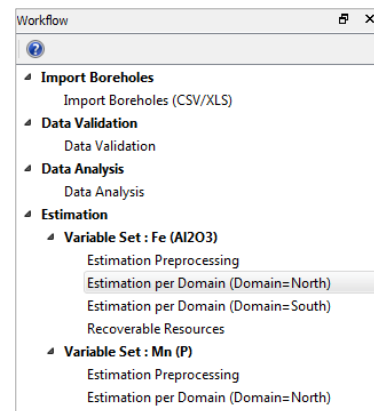 Workflow
Import Boreholes
Import Boreholes (CSV/XLS)
Data Validation
Data Validation
Data Analysis
Data Analysis
Estimation
Variable Set : Fe (Al2O3)
Estimation Preprocessing
Estimation per Domain (Domain=North)
Estimation per Domain (Domain=South)
Recoverable Resources
Variable Set : Mn (P)
Estimation Preprocessing
Estimation per Domain (Domain=North)